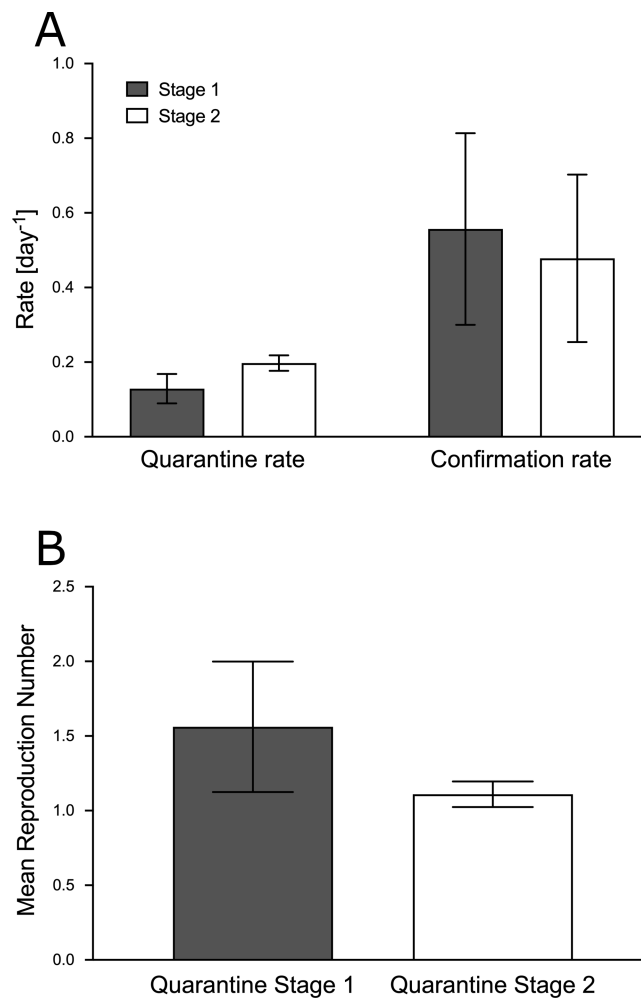 A
1.0
0.8
0.6
0.4
0.2
0.0
Rate [day-1]
Stage 1
Stage 2
Quarantine rate
Confirmation rate
B
2.5
2.0
1.5
1.0
0.5
0.0
Mean Reproduction Number
Quarantine Stage 1
Quarantine Stage 2